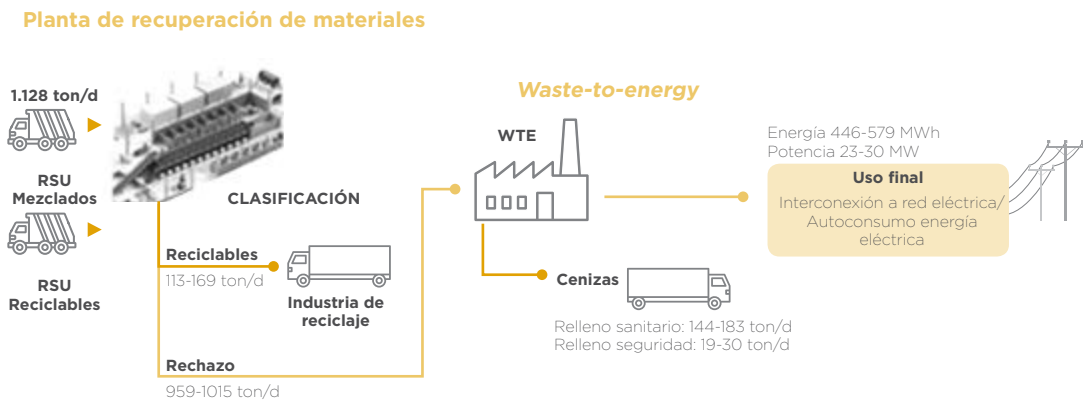 Planta de recuperación de materiales
1.128 ton/d
RSU
Mezclados
RSU
Reciclables
CLASIFICACIÓN
Reciclables
113-169 ton/d
Industria de
reciclaje
Rechazo
959-1015 ton/d
Waste-to-energy
WTE
Cenizas
Relleno sanitario: 144-183 ton/d
Relleno seguridad: 19-30 ton/d
Energía 446-579 MWh
Potencia 23-30 MW
Uso final
Interconexión a red eléctrica/
Autoconsumo energía
eléctrica